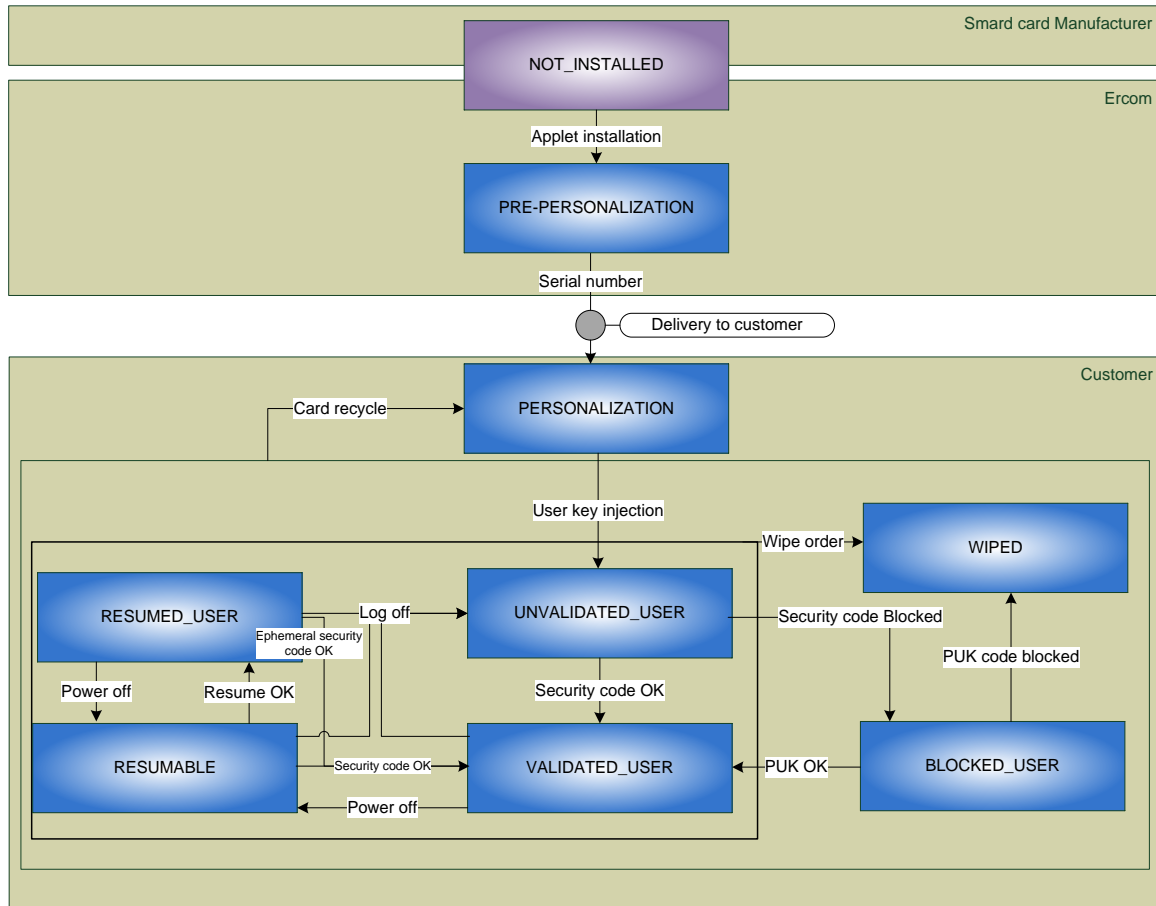 Smard card Manufacturer
NOT_INSTALLED
Ercom
Applet installation
PRE-PERSONALIZATION
Serial number
Delivery to customer
Customer
PERSONALIZATION
Card recycle
User key injection
Wipe order
WIPED
RESUMED_USER
Log off
UNVALIDATED_USER
Security code Blocked
Ephemeral security
code OK
PUK code blocked
Power off
Resume OK
Security code OK
RESUMABLE
Security code OK
VALIDATED_USER
PUK OK
BLOCKED_USER
Power off